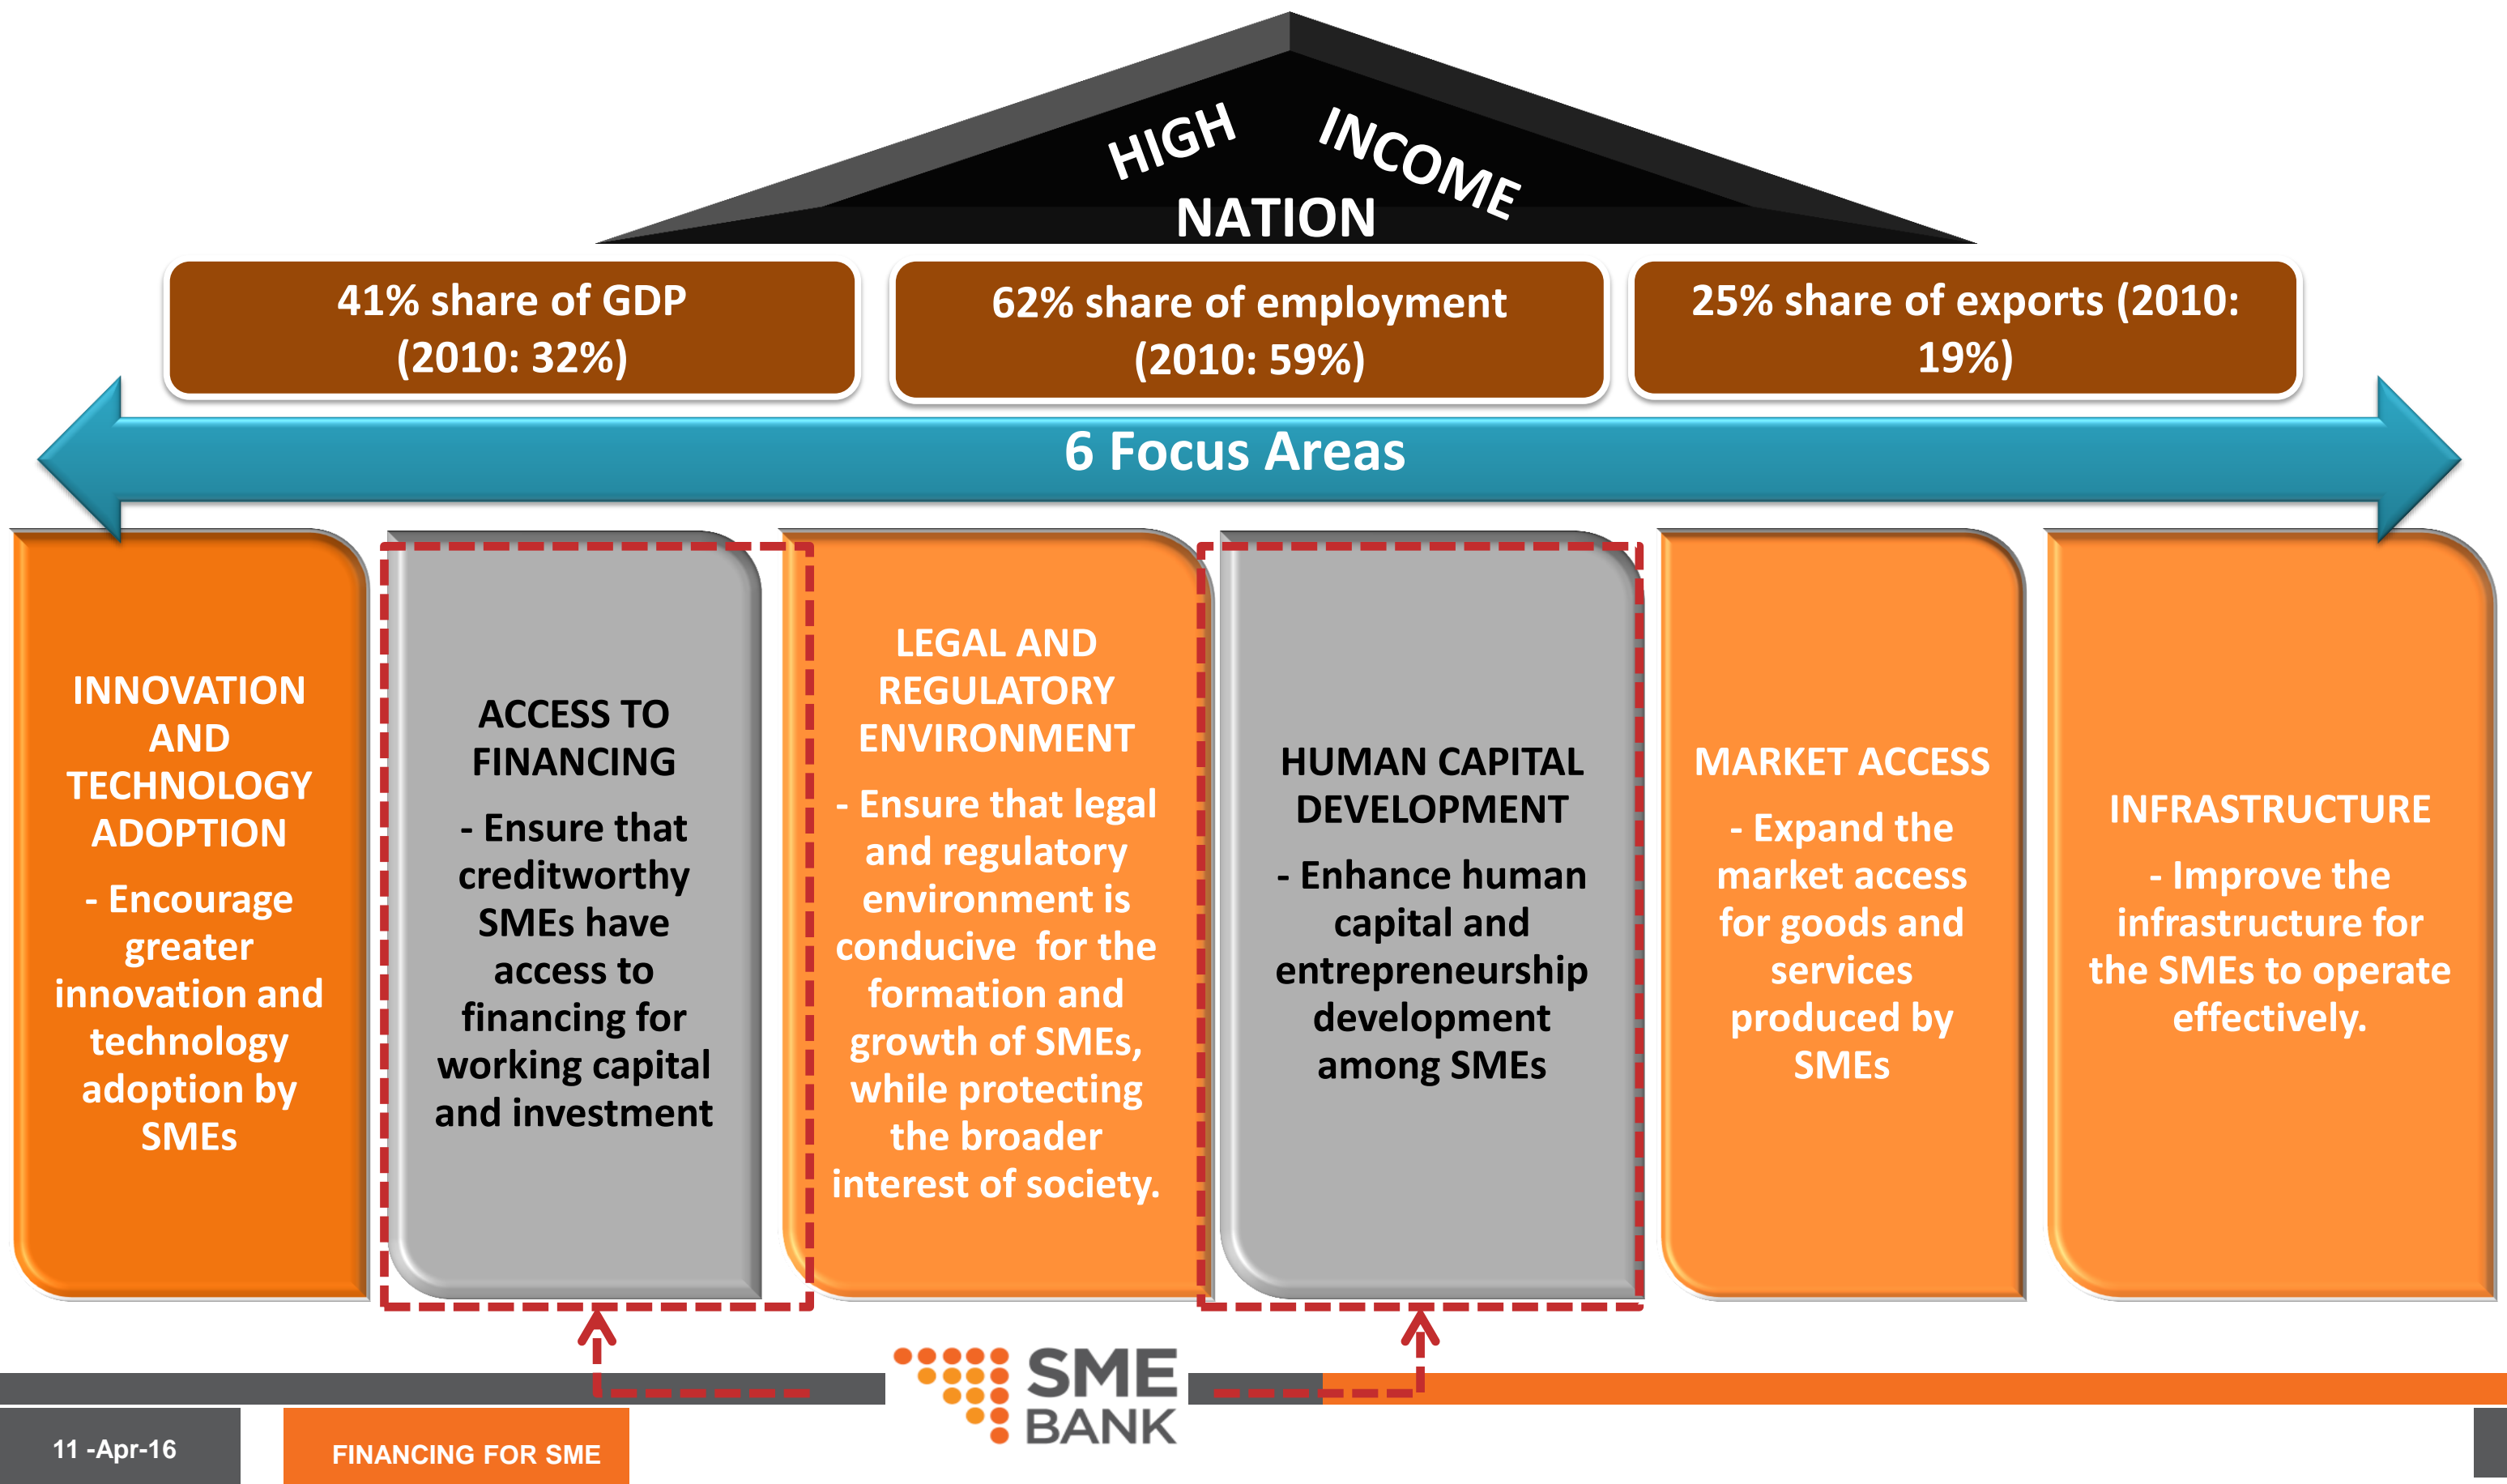 HIGH INCOME
NATION
41% share of GDP
(2010: 32%)
62% share of employment
(2010: 59%)
25% share of exports (2010:
19%)
6 Focus Areas
INNOVATION
AND
TECHNOLOGY
ADOPTION
- Encourage
greater
innovation and
technology
adoption by
SMEs
ACCESS TO
FINANCING
- Ensure that
creditworthy
SMEs have
access to
financing for
working capital
and investment
LEGAL AND
REGULATORY
ENVIRONMENT
- Ensure that legal
and regulatory
environment is
conducive  for the
formation and
growth of SMEs,
while protecting
the broader
interest of society.
HUMAN CAPITAL
DEVELOPMENT
- Enhance human
capital and
entrepreneurship
development
among SMEs
MARKET ACCESS
- Expand the
market access
for goods and
services
produced by
SMEs
INFRASTRUCTURE
- Improve the
infrastructure for
the SMEs to operate
effectively.
SME
BANK
11 -Apr-16
FINANCING FOR SME